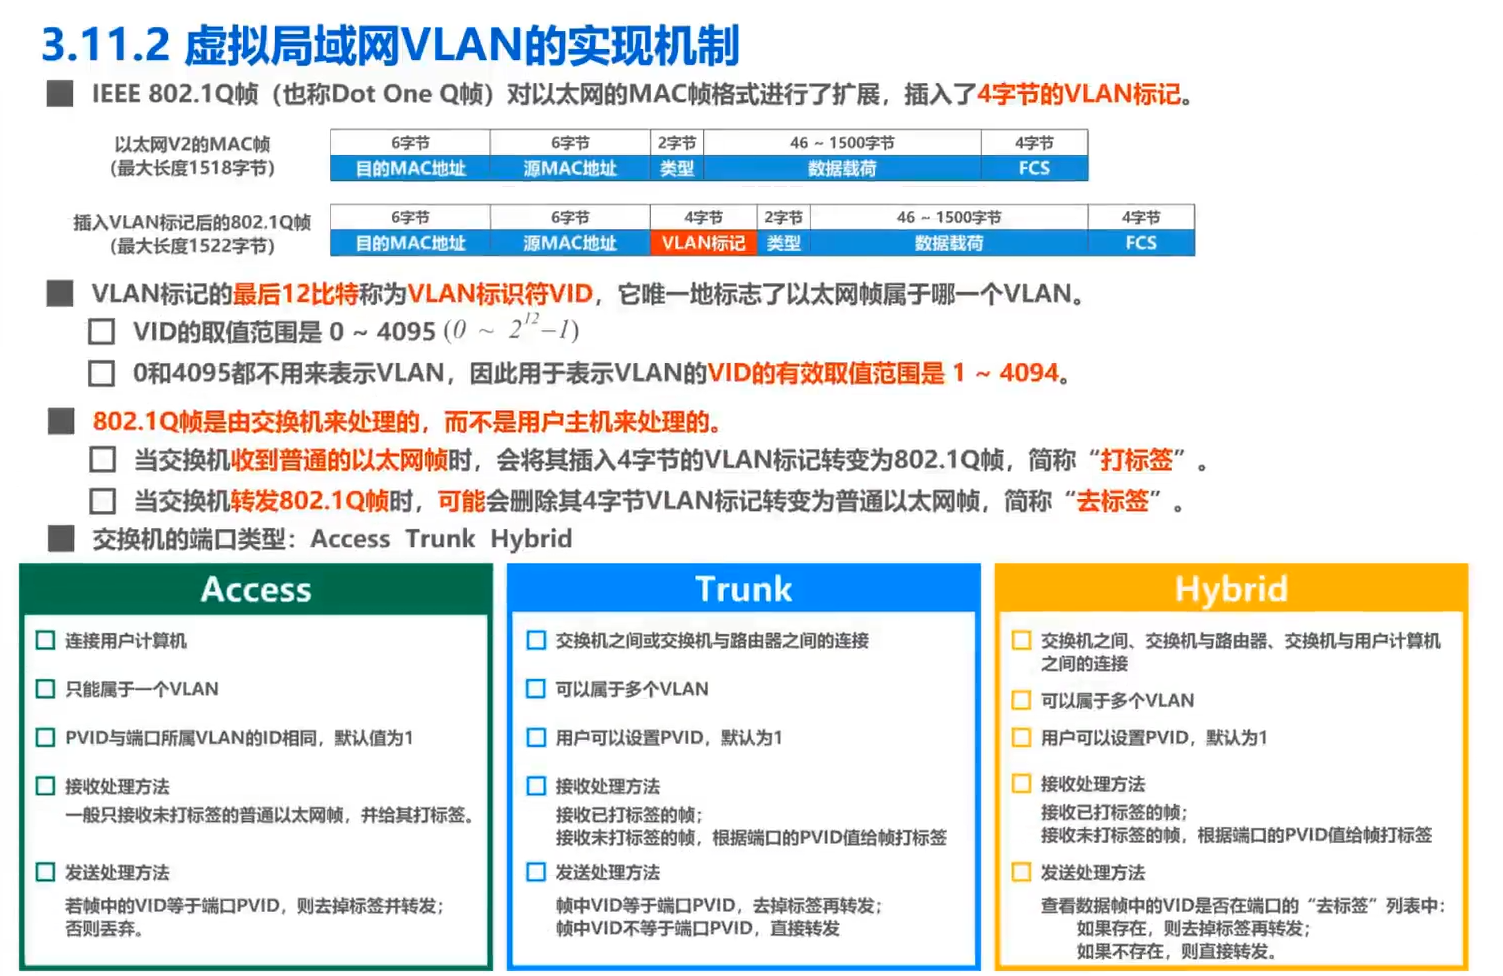 3.11.2 虚拟局域网VLAN的实现机制
IEEE 802.1Q帧（也称Dot One Q帧）对以太网的MAC帧格式进行了扩展，插入了4字节的VLAN标记。
以太网V2的MAC帧
（最大长度1518字节）
6字节 6字节 2字节 46 ~ 1500字节 4字节
目的MAC地址 源MAC地址 类型 数据载荷 FCS
插入VLAN标记后的802.1Q帧
（最大长度1522字节）
6字节 6字节 4字节 2字节 46 ~ 1500字节 4字节
目的MAC地址 源MAC地址 VLAN标记 类型 数据载荷 FCS
VLAN标记的最后12比特称为VLAN标识符VID，它唯一地标志了以太网帧属于哪一个VLAN。
VID的取值范围是 0 ~ 4095 (0 ~ 2^12−1)
0和4095都不用来表示VLAN，因此用于表示VLAN的VID的有效取值范围是 1 ~ 4094。
802.1Q帧是由交换机来处理的，而不是用户主机来处理的。
当交换机收到普通的以太网帧时，会将其插入4字节的VLAN标记转变为802.1Q帧，简称“打标签”。
当交换机转发802.1Q帧时，可能会删除其4字节VLAN标记转变为普通以太网帧，简称“去标签”。
交换机的端口类型：Access Trunk Hybrid
Access
连接用户计算机
只能属于一个VLAN
PVID与端口所属VLAN的ID相同，默认值为1
接收处理方法
一般只接收未打标签的普通以太网帧，并给其打标签。
发送处理方法
若帧中的VID等于端口PVID，则去掉标签并转发；
否则丢弃。
Trunk
交换机之间或交换机与路由器之间的连接
可以属于多个VLAN
用户可以设置PVID，默认为1
接收处理方法
接收已打标签的帧；
接收未打标签的帧，根据端口的PVID值给帧打标签
发送处理方法
帧中VID等于端口PVID，去掉标签再转发；
帧中VID不等于端口PVID，直接转发
Hybrid
交换机之间、交换机与路由器、交换机与用户计算机
之间的连接
可以属于多个VLAN
用户可以设置PVID，默认为1
接收处理方法
接收已打标签的帧；
接收未打标签的帧，根据端口的PVID值给帧打标签
发送处理方法
查看数据帧中的VID是否在端口的“去标签”列表中：
如果存在，则去掉标签再转发；
如果不存在，则直接转发。